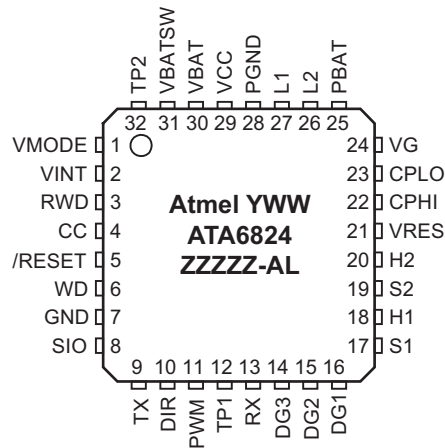 TP2
VBATSW
VBAT
VCC
PGND
L1
L2
PBAT
32 31 30 29 28 27 26 25
VMODE 1
VINT 2
RWD 3
CC 4
/RESET 5
WD 6
GND 7
SIO 8
Atmel YWW
ATA6824
ZZZZZ-AL
24 VG
23 CPLO
22 CPHI
21 VRES
20 H2
19 S2
18 H1
17 S1
9 10 11 12 13 14 15 16
TX
DIR
PWM
TP1
RX
DG3
DG2
DG1